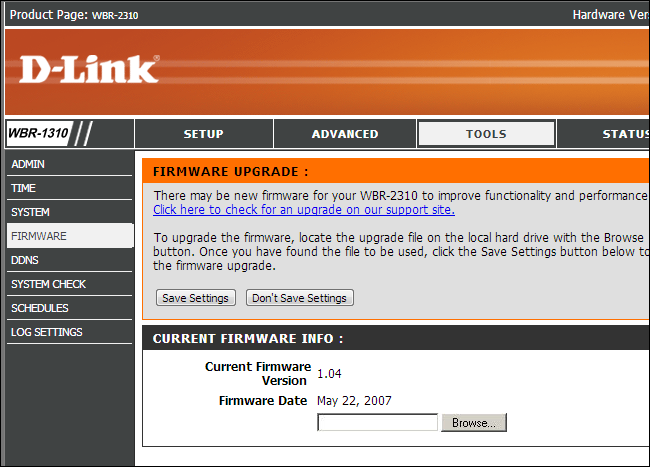 Product Page: WBR-2310
Hardware Ver
D-Link®
WBR-1310
SETUP
ADVANCED
TOOLS
STATUS
ADMIN
TIME
SYSTEM
FIRMWARE
DDNS
SYSTEM CHECK
SCHEDULES
LOG SETTINGS
FIRMWARE UPGRADE :
There may be new firmware for your WBR-2310 to improve functionality and performance
Click here to check for an upgrade on our support site.
To upgrade the firmware, locate the upgrade file on the local hard drive with the Browse
button. Once you have found the file to be used, click the Save Settings button below to
the firmware upgrade.
Save Settings
Don't Save Settings
CURRENT FIRMWARE INFO :
Current Firmware
Version 1.04
Firmware Date May 22, 2007
Browse...